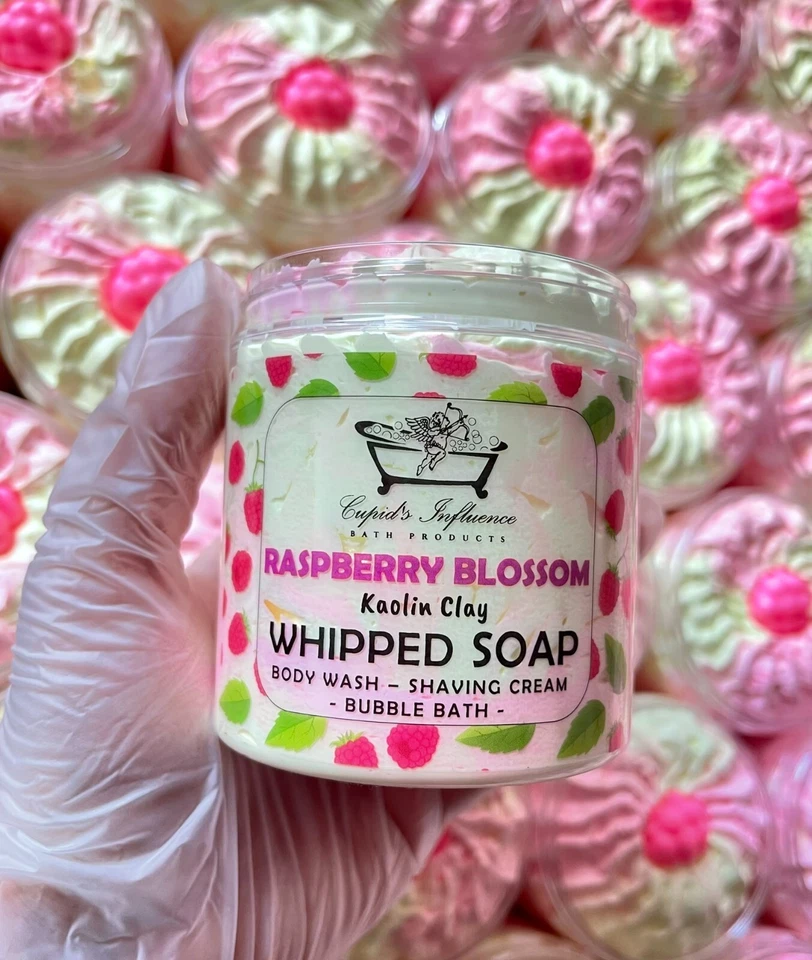 Cupid's Influence
BATH PRODUCTS
RASPBERRY BLOSSOM
Kaolin Clay
WHIPPED SOAP
BODY WASH – SHAVING CREAM
- BUBBLE BATH -